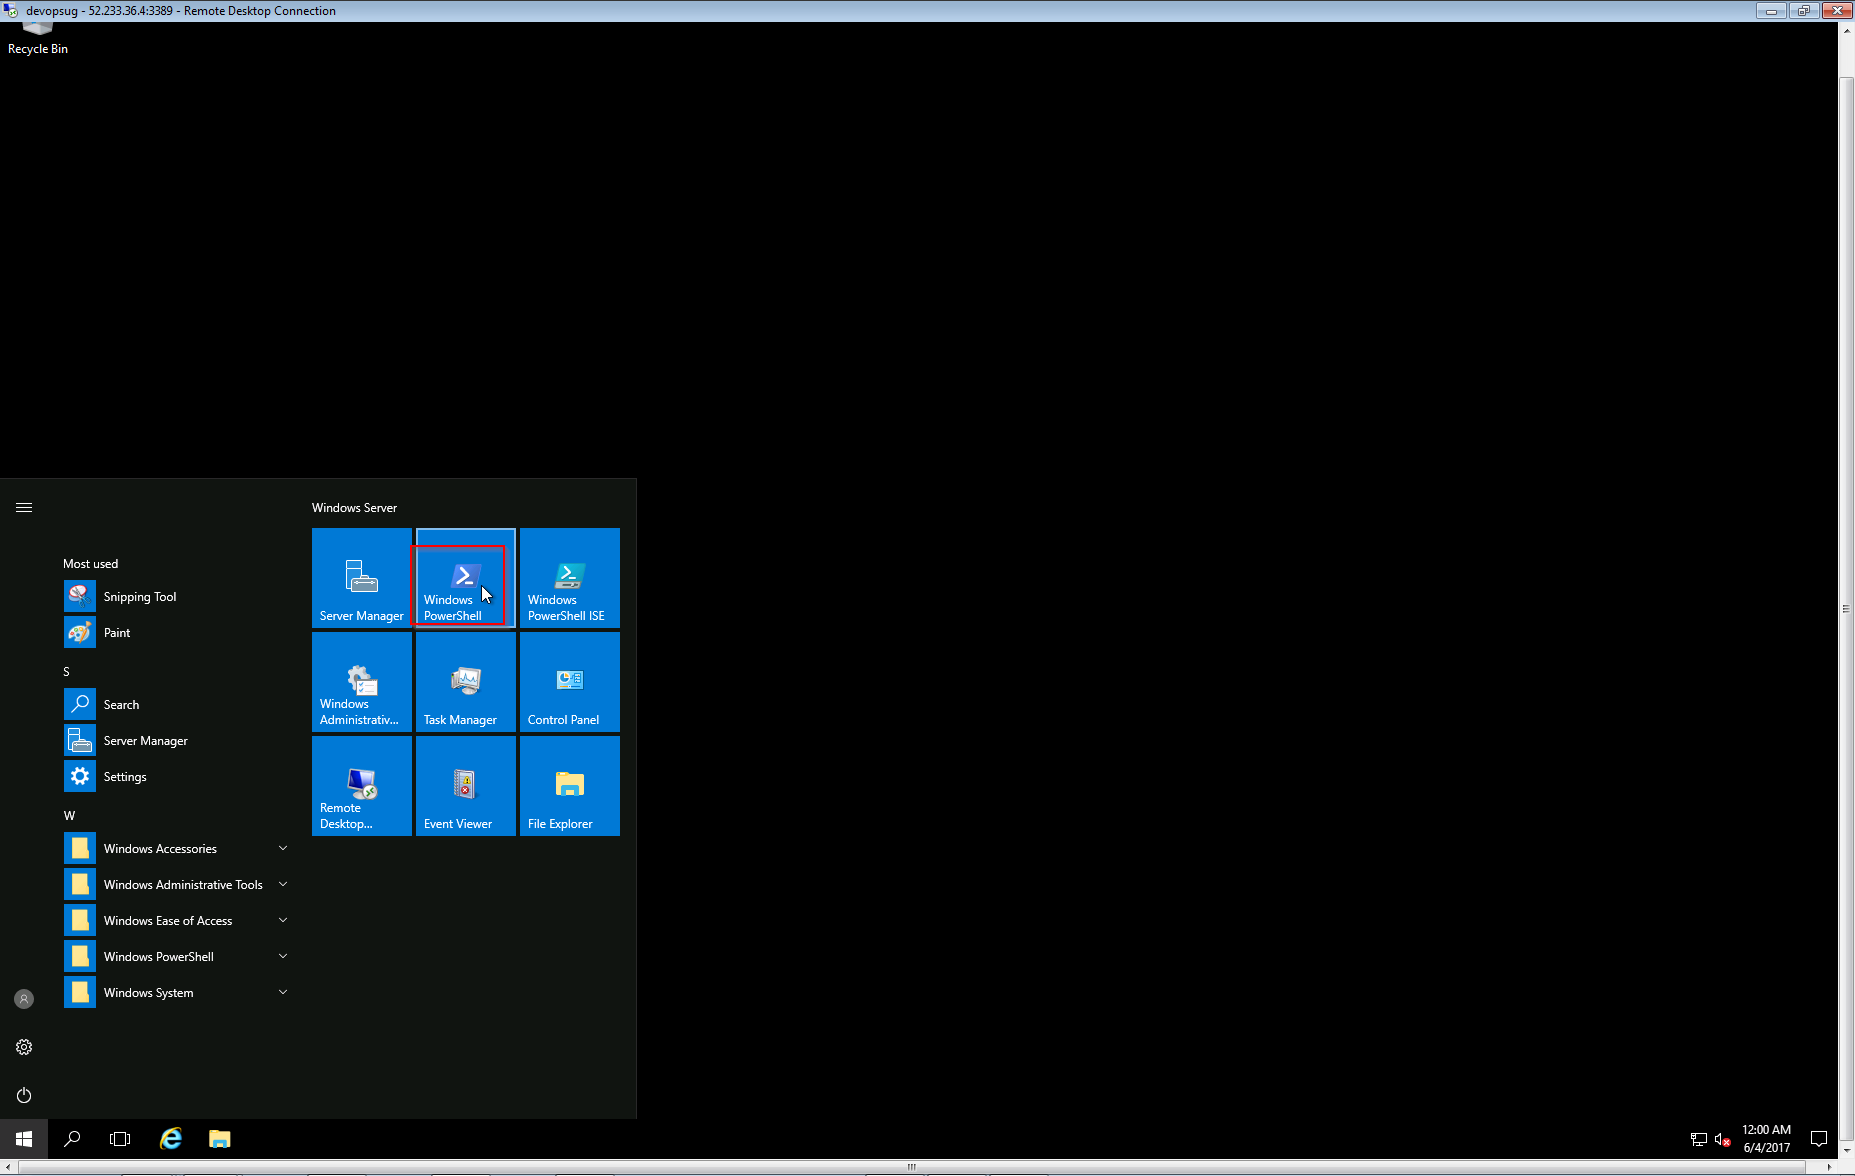 devopsug - 52.233.36.4:3389 - Remote Desktop Connection
Recycle Bin
Windows Server
Most used
Snipping Tool
Paint
S
Search
Server Manager
Settings
W
Windows Accessories
Windows Administrative Tools
Windows Ease of Access
Windows PowerShell
Windows System
Server Manager
Windows
PowerShell
Windows
PowerShell ISE
Windows
Administrativ...
Task Manager
Control Panel
Remote
Desktop...
Event Viewer
File Explorer
12:00 AM
6/4/2017